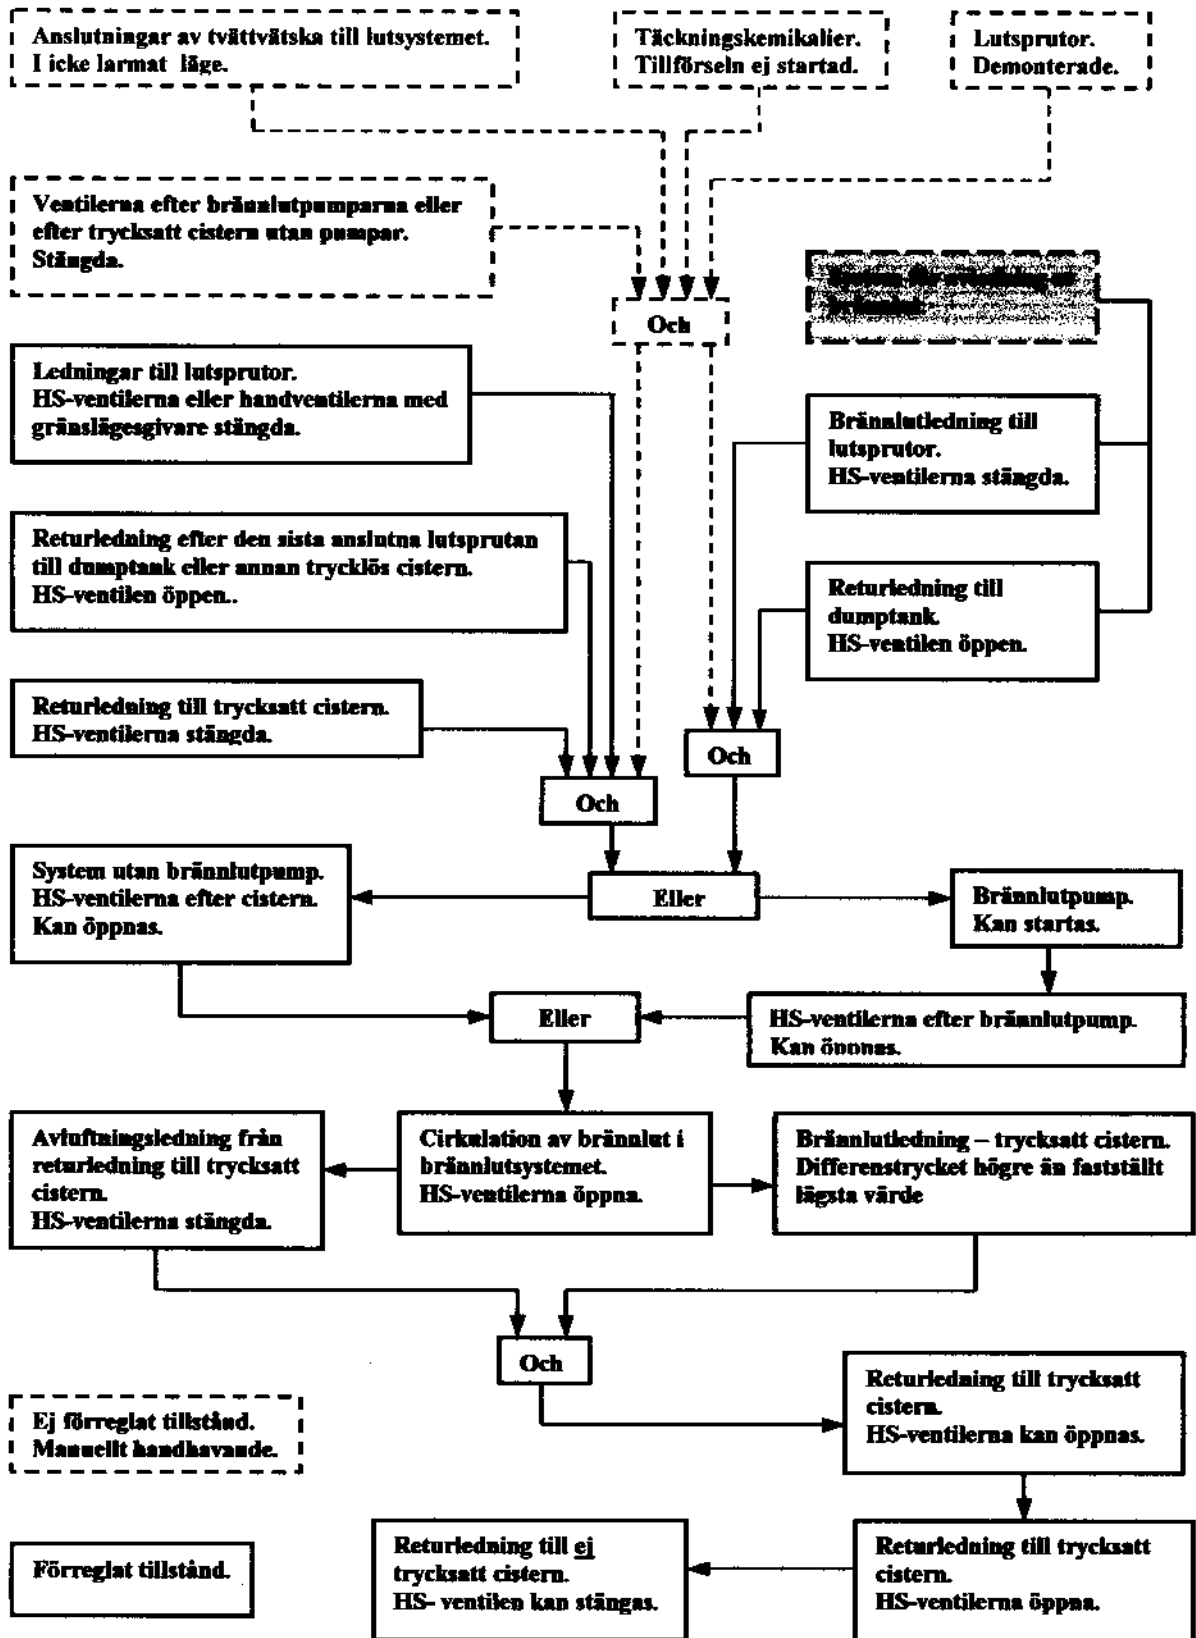 Anslutningar av tvättvätska till lutsystemet.
I icke larmat läge.
Täckningskemikalier.
Tillförseln ej startad.
Lutsprutor.
Demonterade.
Ventilerna efter brännlutpumparna eller
efter trycksatt cistern utan pumpar.
Stängda.
Och
Ledningar till lutsprutor.
HS-ventilerna eller handventilerna med
gränslägesgivare stängda.
Brännlutledning till
lutsprutor.
HS-ventilerna stängda.
Returledning efter den sista anslutna lutsprutan
till dumptank eller annan trycklös cistern.
HS-ventilen öppen..
Returledning till
dumptank.
HS-ventilen öppen.
Returledning till trycksatt cistern.
HS-ventilerna stängda.
Och
Och
System utan brännlutpump.
HS-ventilerna efter cistern.
Kan öppnas.
Eller
Brännlutpump.
Kan startas.
Eller
HS-ventilerna efter brännlutpump.
Kan öppnas.
Avluftningsledning från
returledning till trycksatt
cistern.
HS-ventilerna stängda.
Cirkulation av brännlut i
brännlutsystemet.
HS-ventilerna öppna.
Brännlutledning – trycksatt cistern.
Differenstrycket högre än fastställt
lägsta värde
Och
Returledning till trycksatt
cistern.
HS-ventilerna kan öppnas.
Ej förreglat tillstånd.
Manuellt handhavande.
Förreglat tillstånd.
Returledning till ej
trycksatt cistern.
HS- ventilen kan stängas.
Returledning till trycksatt
cistern.
HS-ventilerna öppna.